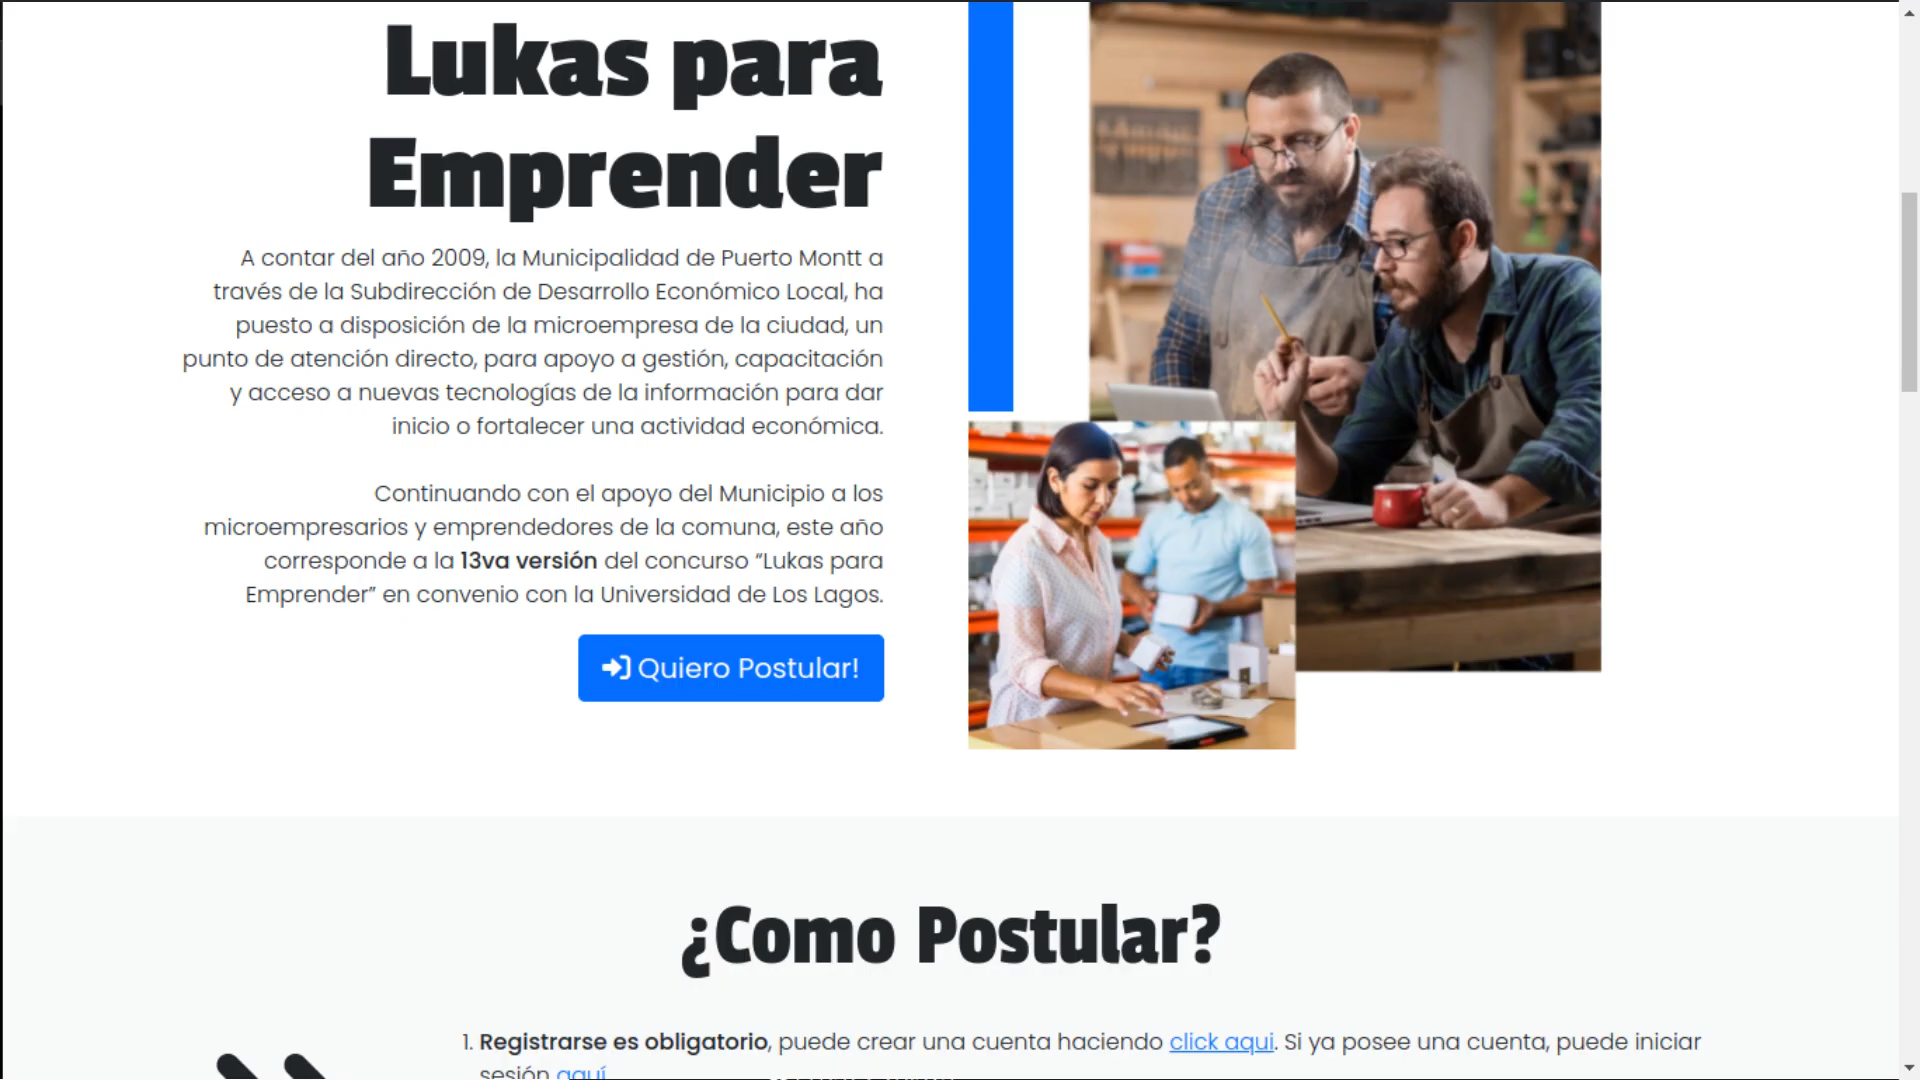 Lukas para
Emprender
A contar del año 2009, la Municipalidad de Puerto Montt a
través de la Subdirección de Desarrollo Económico Local, ha
puesto a disposición de la microempresa de la ciudad, un
punto de atención directo, para apoyo a gestión, capacitación
y acceso a nuevas tecnologías de la información para dar
inicio o fortalecer una actividad económica.
Continuando con el apoyo del Municipio a los
microempresarios y emprendedores de la comuna, este año
corresponde a la 13va versión del concurso “Lukas para
Emprender” en convenio con la Universidad de Los Lagos.
Quiero Postular!
¿Como Postular?
1. Registrarse es obligatorio, puede crear una cuenta haciendo click aqui. Si ya posee una cuenta, puede iniciar
sesión aquí